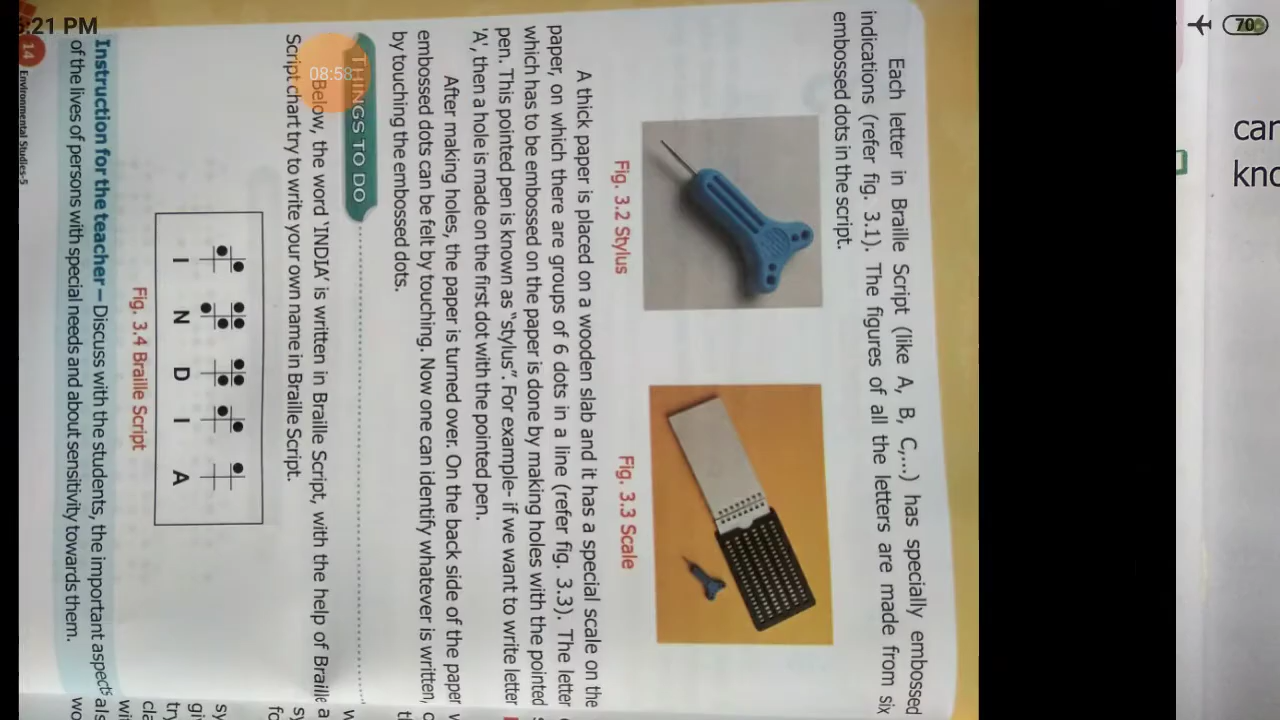 Each letter in Braille Script (like A, B, C,...) has specially embossed
indications (refer fig. 3.1). The figures of all the letters are made from six
embossed dots in the script.
Fig. 3.2 Stylus
Fig. 3.3 Scale
A thick paper is placed on a wooden slab and it has a special scale on the
paper, on which there are groups of 6 dots in a line (refer fig. 3.3). The letter
which has to be embossed on the paper is done by making holes with the pointed
pen. This pointed pen is known as "stylus". For example- if we want to write letter
'A', then a hole is made on the first dot with the pointed pen.
After making holes, the paper is turned over. On the back side of the paper
embossed dots can be felt by touching. Now one can identify whatever is written,
by touching the embossed dots.
THINGS TO DO
Below, the word 'INDIA' is written in Braille Script, with the help of Braille
Script chart try to write your own name in Braille Script.
I N D I A
Fig. 3.4 Braille Script
Instruction for the teacher – Discuss with the students, the important aspects
of the lives of persons with special needs and about sensitivity towards them.
14 Environmental Studies-5
:21 PM
08:58
70